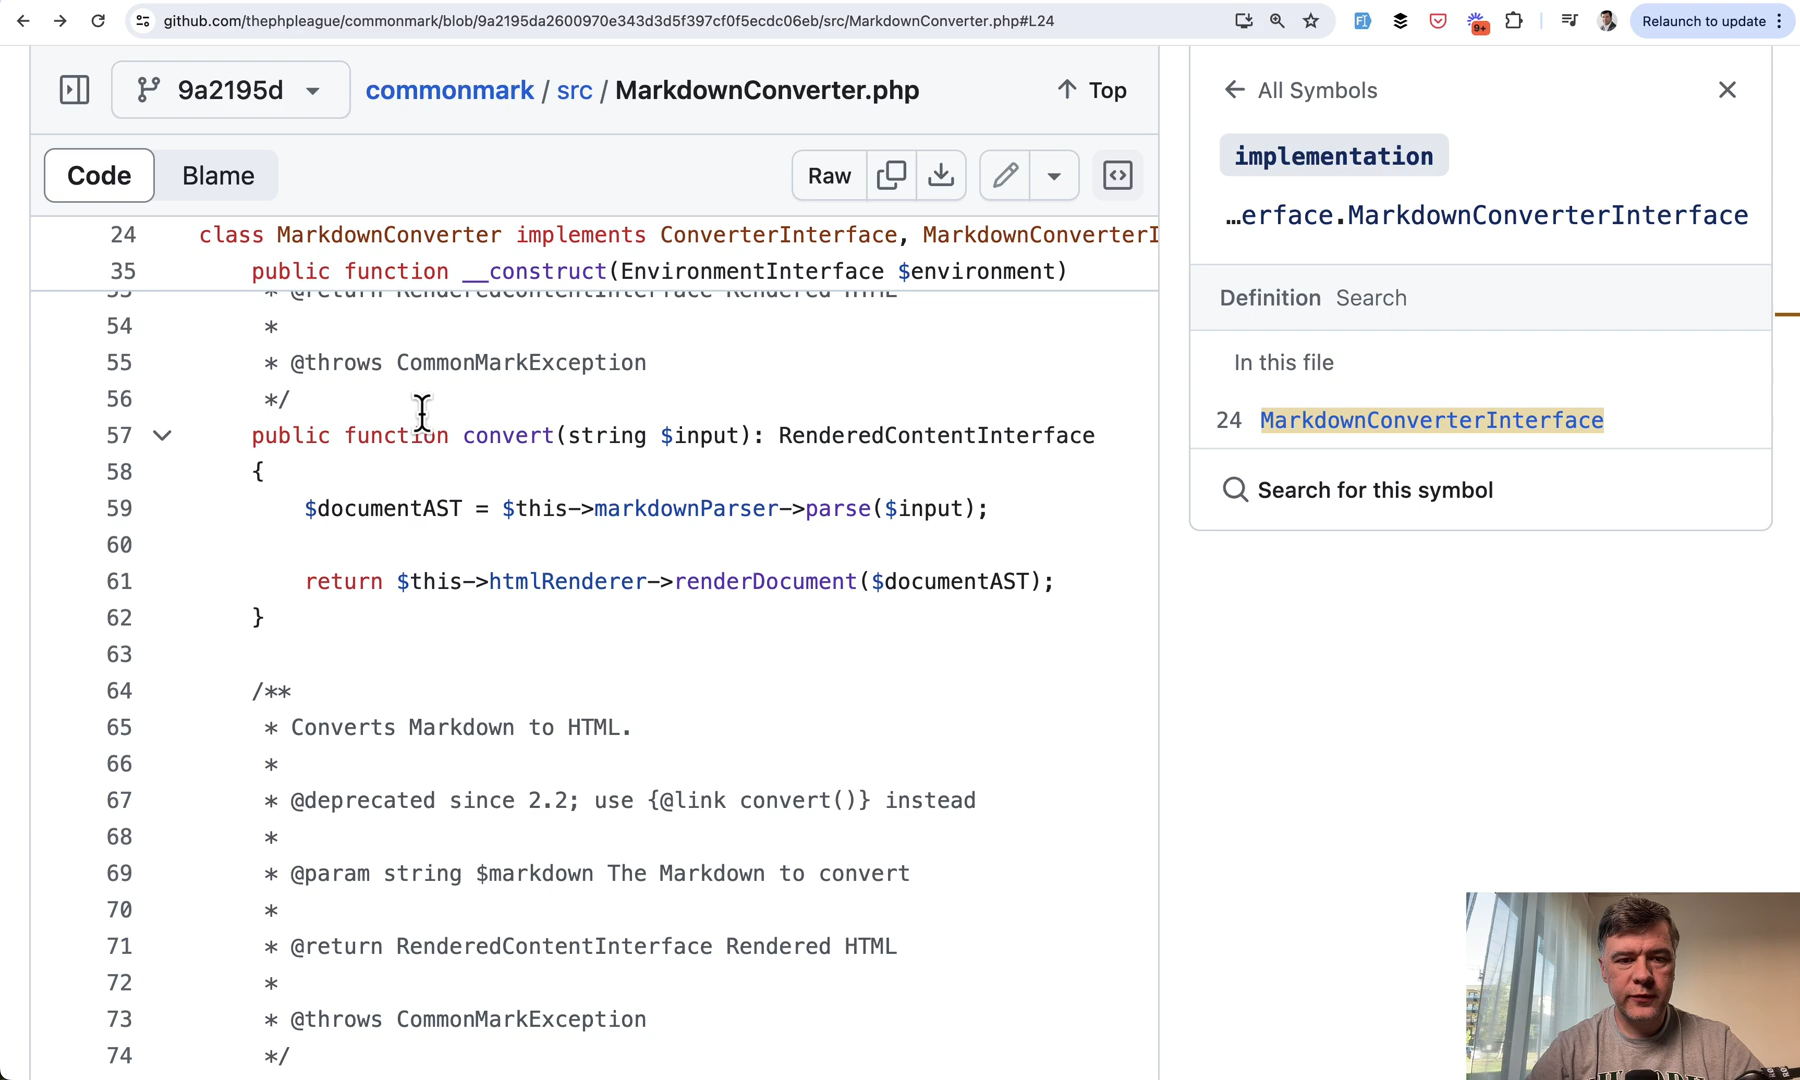 github.com/thephpleague/commonmark/blob/9a2195da2600970e343d3d5f397cf0f5ecdc06eb/src/MarkdownConverter.php#L24
9+
Relaunch to update
9a2195d
commonmark / src / MarkdownConverter.php
Top
Code
Blame
Raw
24 class MarkdownConverter implements ConverterInterface, MarkdownConverterI
35 public function __construct(EnvironmentInterface $environment)
53 * @return RenderedContentInterface Rendered HTML
54 *
55 * @throws CommonMarkException
56 */
57 public function convert(string $input): RenderedContentInterface
58 {
59 $documentAST = $this->markdownParser->parse($input);
60
61 return $this->htmlRenderer->renderDocument($documentAST);
62 }
63
64 /**
65 * Converts Markdown to HTML.
66 *
67 * @deprecated since 2.2; use {@link convert()} instead
68 *
69 * @param string $markdown The Markdown to convert
70 *
71 * @return RenderedContentInterface Rendered HTML
72 *
73 * @throws CommonMarkException
74 */
All Symbols
implementation
…erface.MarkdownConverterInterface
Definition Search
In this file
24 MarkdownConverterInterface
Search for this symbol